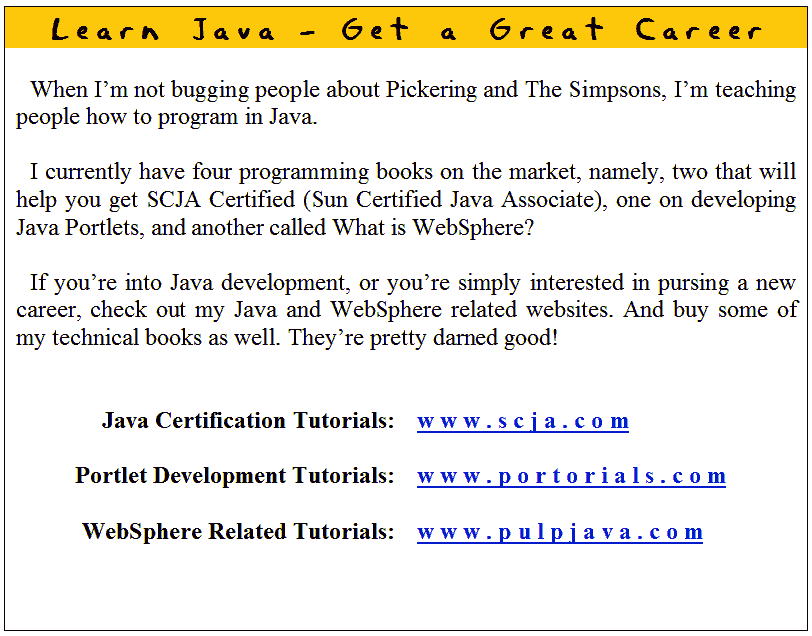 Learn Java - Get a Great Career
When I’m not bugging people about Pickering and The Simpsons, I’m teaching
people how to program in Java.
I currently have four programming books on the market, namely, two that will
help you get SCJA Certified (Sun Certified Java Associate), one on developing
Java Portlets, and another called What is WebSphere?
If you’re into Java development, or you’re simply interested in pursing a new
career, check out my Java and WebSphere related websites. And buy some of
my technical books as well. They’re pretty darned good!
Java Certification Tutorials: www.scja.com
Portlet Development Tutorials: www.portorials.com
WebSphere Related Tutorials: www.pulpjava.com